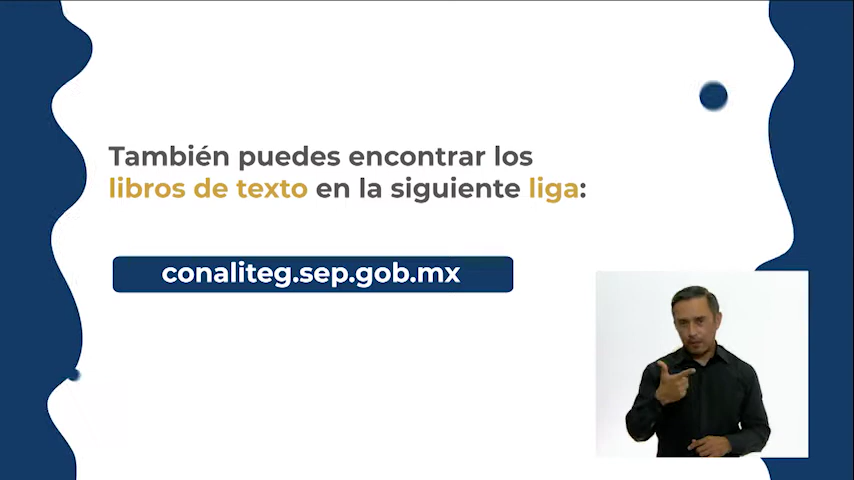 También puedes encontrar los
libros de texto en la siguiente liga:
conaliteg.sep.gob.mx